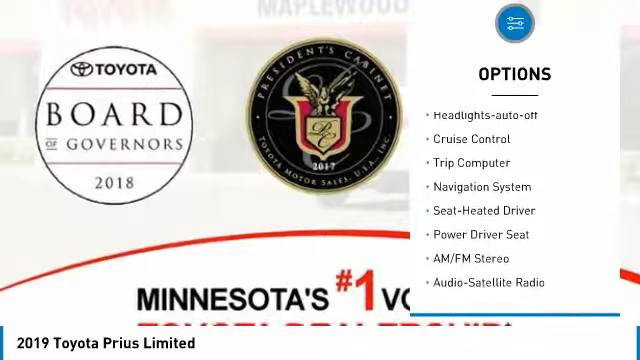 MAPLEWOOD
TOYOTA
BOARD
OF GOVERNORS
2018
PRESIDENT'S CABINET
PC
2017
TOYOTA MOTOR SALES, U.S.A., INC.
OPTIONS
Headlights-auto-off
Cruise Control
Trip Computer
Navigation System
Seat-Heated Driver
Power Driver Seat
AM/FM Stereo
Audio-Satellite Radio
MINNESOTA'S #1
2019 Toyota Prius Limited